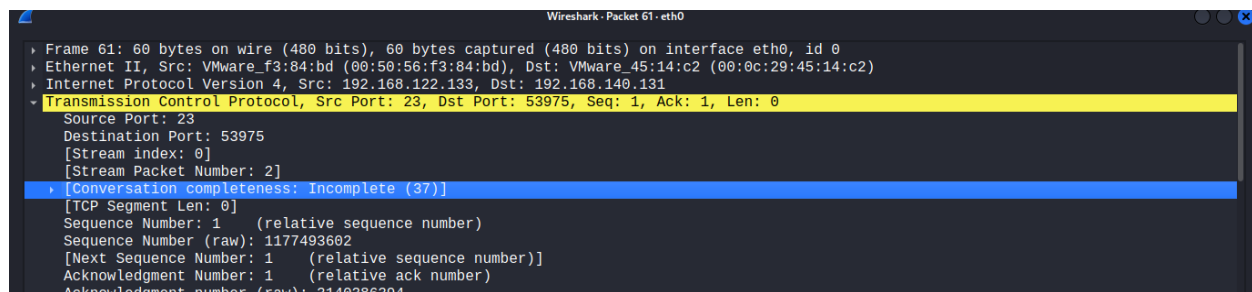 Wireshark · Packet 61 · eth0
Frame 61: 60 bytes on wire (480 bits), 60 bytes captured (480 bits) on interface eth0, id 0
Ethernet II, Src: VMware_f3:84:bd (00:50:56:f3:84:bd), Dst: VMware_45:14:c2 (00:0c:29:45:14:c2)
Internet Protocol Version 4, Src: 192.168.122.133, Dst: 192.168.140.131
Transmission Control Protocol, Src Port: 23, Dst Port: 53975, Seq: 1, Ack: 1, Len: 0
Source Port: 23
Destination Port: 53975
[Stream index: 0]
[Stream Packet Number: 2]
[Conversation completeness: Incomplete (37)]
[TCP Segment Len: 0]
Sequence Number: 1    (relative sequence number)
Sequence Number (raw): 1177493602
[Next Sequence Number: 1    (relative sequence number)]
Acknowledgment Number: 1    (relative ack number)
Acknowledgment number (raw):